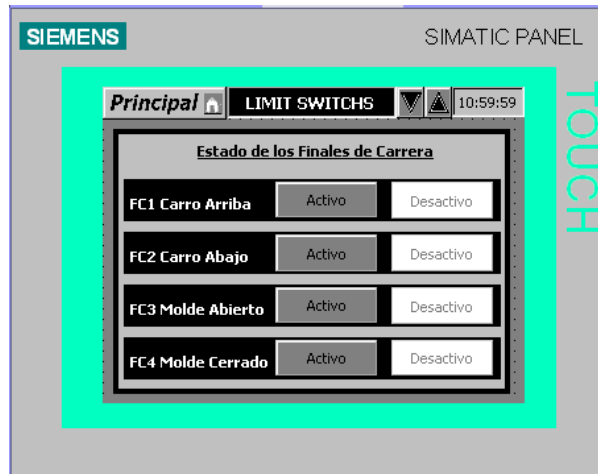 SIEMENS SIMATIC PANEL
Principal LIMIT SWITCHS 10:59:59
Estado de los Finales de Carrera
FC1 Carro Arriba Activo Desactivo
FC2 Carro Abajo Activo Desactivo
FC3 Molde Abierto Activo Desactivo
FC4 Molde Cerrado Activo Desactivo
TOUCH